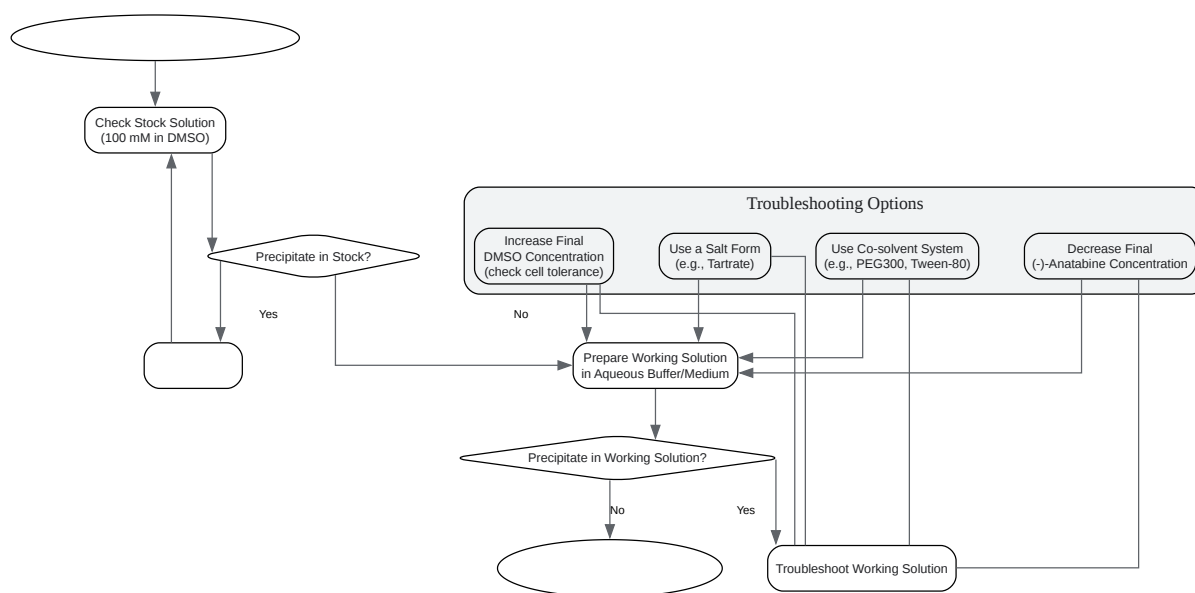 Check Stock Solution
(100 mM in DMSO)
Troubleshooting Options
Increase Final
DMSO Concentration
(check cell tolerance)
Use a Salt Form
(e.g., Tartrate)
Use Co-solvent System
(e.g., PEG300, Tween-80)
Decrease Final
(-)-Anatabine Concentration
Precipitate in Stock?
Yes
No
Prepare Working Solution
in Aqueous Buffer/Medium
Precipitate in Working Solution?
No
Yes
Troubleshoot Working Solution